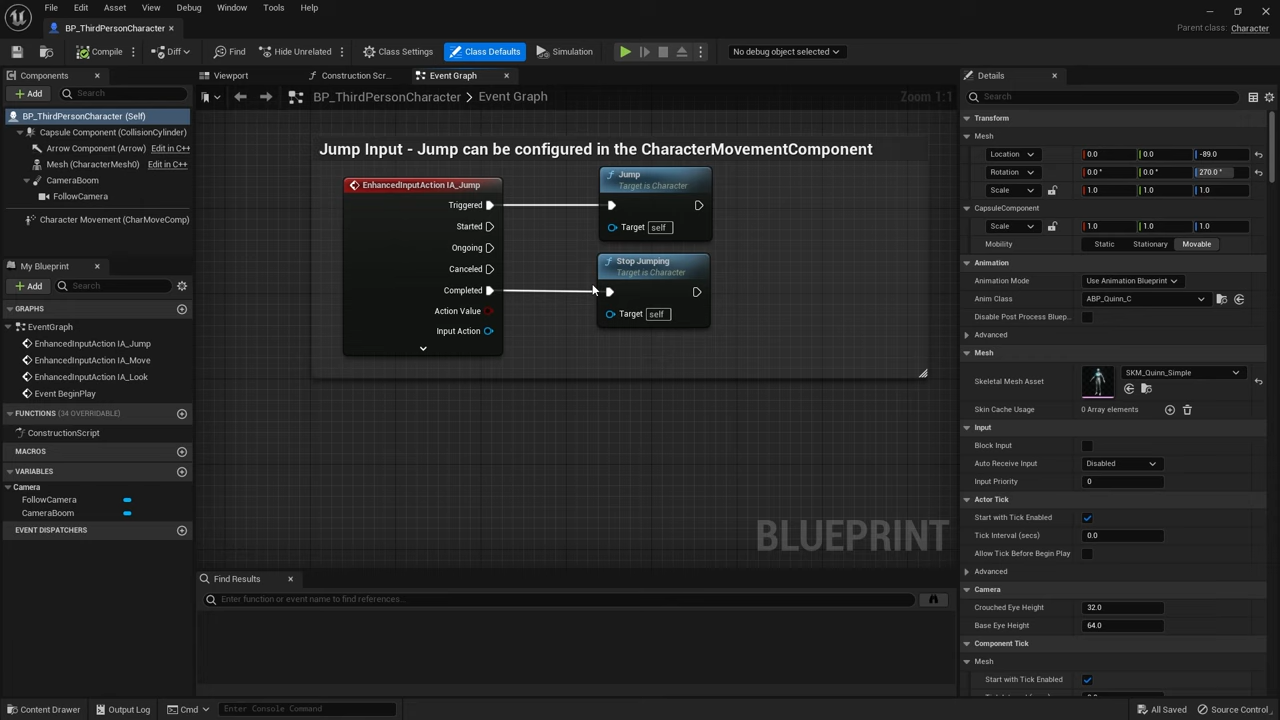 File Edit Asset View Debug Window Tools Help
BP_ThirdPersonCharacter
Parent class: Character
Compile Diff Find Hide Unrelated Class Settings Class Defaults Simulation No debug object selected
Components
Add Search
BP_ThirdPersonCharacter (Self)
Capsule Component (CollisionCylinder)
Arrow Component (Arrow) Edit in C++
Mesh (CharacterMesh0) Edit in C++
CameraBoom
FollowCamera
Character Movement (CharMoveComp)
My Blueprint
Add Search
GRAPHS
EventGraph
EnhancedInputAction IA_Jump
EnhancedInputAction IA_Move
EnhancedInputAction IA_Look
Event BeginPlay
FUNCTIONS (34 OVERRIDABLE)
ConstructionScript
MACROS
VARIABLES
Camera
FollowCamera
CameraBoom
EVENT DISPATCHERS
Viewport Construction Scr... Event Graph
BP_ThirdPersonCharacter > Event Graph Zoom 1:1
Jump Input - Jump can be configured in the CharacterMovementComponent
EnhancedInputAction IA_Jump
Triggered
Started
Ongoing
Canceled
Completed
Action Value
Input Action
Jump
Target is Character
Target self
Stop Jumping
Target is Character
Target self
BLUEPRINT
Find Results
Enter function or event name to find references...
Details
Search
Transform
Mesh
Location 0.0 0.0 -89.0
Rotation 0.0 ° 0.0 ° 270.0 °
Scale 1.0 1.0 1.0
CapsuleComponent
Scale 1.0 1.0 1.0
Mobility Static Stationary Movable
Animation
Animation Mode Use Animation Blueprint
Anim Class ABP_Quinn_C
Disable Post Process Bluep...
Advanced
Mesh
Skeletal Mesh Asset SKM_Quinn_Simple
Skin Cache Usage 0 Array elements
Input
Block Input
Auto Receive Input Disabled
Input Priority 0
Actor Tick
Start with Tick Enabled
Tick Interval (secs) 0.0
Allow Tick Before Begin Play
Advanced
Camera
Crouched Eye Height 32.0
Base Eye Height 64.0
Component Tick
Mesh
Start with Tick Enabled
Content Drawer Output Log Cmd Enter Console Command All Saved Source Control